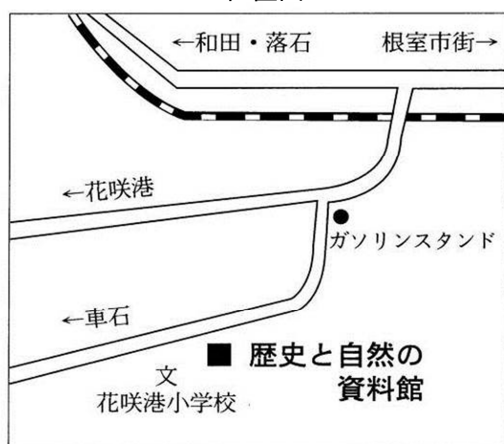 ←和田・落石
根室市街→
←花咲港
ガソリンスタンド
←車石
歴史と自然の
資料館
文
花咲港小学校